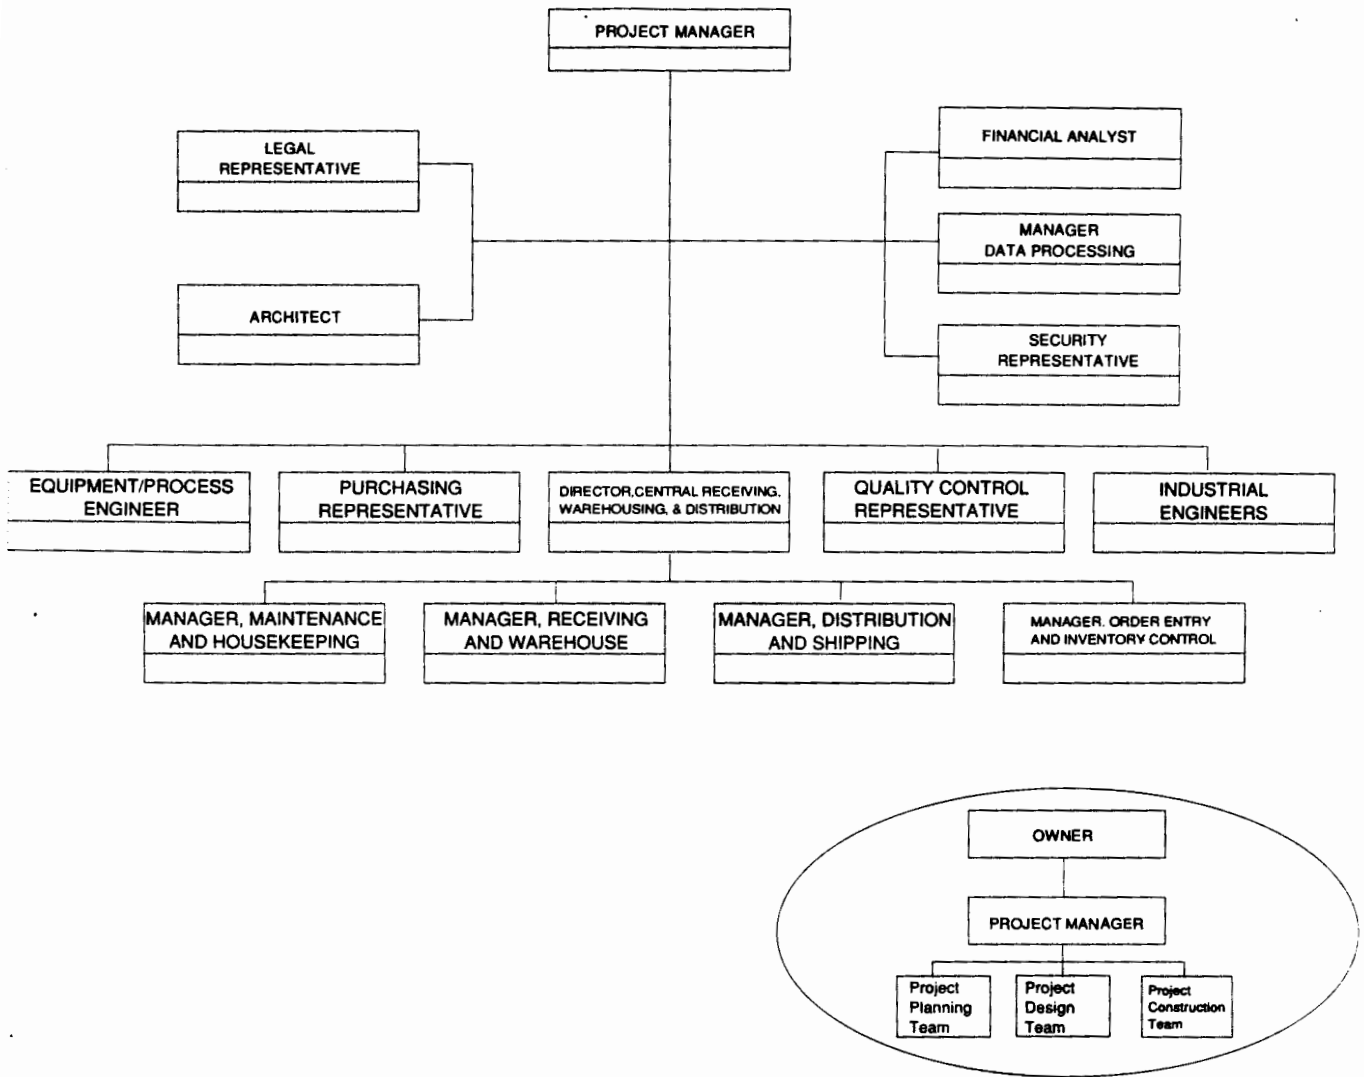 PROJECT MANAGER
LEGAL
REPRESENTATIVE
FINANCIAL ANALYST
MANAGER
DATA PROCESSING
ARCHITECT
SECURITY
REPRESENTATIVE
EQUIPMENT/PROCESS
ENGINEER
PURCHASING
REPRESENTATIVE
DIRECTOR,CENTRAL RECEIVING,
WAREHOUSING, & DISTRIBUTION
QUALITY CONTROL
REPRESENTATIVE
INDUSTRIAL
ENGINEERS
MANAGER, MAINTENANCE
AND HOUSEKEEPING
MANAGER, RECEIVING
AND WAREHOUSE
MANAGER, DISTRIBUTION
AND SHIPPING
MANAGER. ORDER ENTRY
AND INVENTORY CONTROL
OWNER
PROJECT MANAGER
Project
Planning
Team
Project
Design
Team
Project
Construction
Team